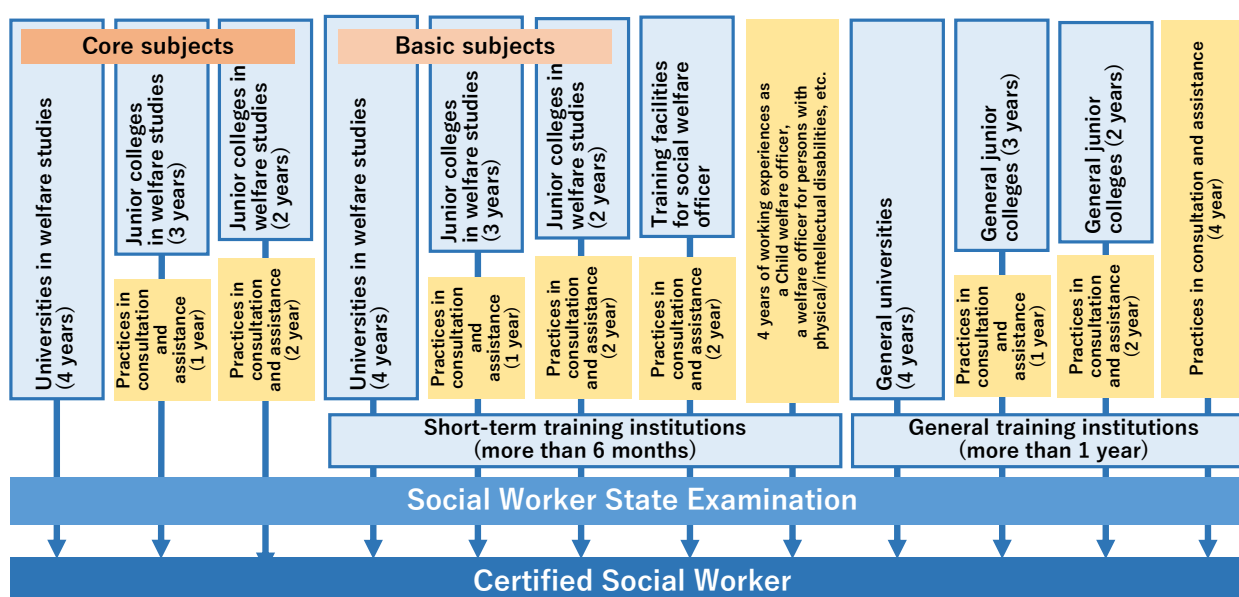 Core subjects
Basic subjects
Universities in welfare studies
(4 years)
Junior colleges
in welfare studies
(3 years)
Practices in
consultation
and
assistance
(1 year)
Junior colleges in
welfare studies
(2 years)
Practices in
consultation
and assistance
(2 year)
Universities in welfare studies
(4 years)
Junior colleges
in welfare studies
(3 years)
Practices in
consultation
and
assistance
(1 year)
Junior colleges in
welfare studies
(2 years)
Practices in
consultation
and assistance
(2 year)
Training facilities
for social welfare
officer
Practices in
consultation
and assistance
(2 year)
4 years of working experiences as
a Child welfare officer,
a welfare officer for persons with
physical/intellectual disabilities, etc.
General universities
(4 years)
General junior
colleges (3 years)
Practices in
consultation
and
assistance
(1 year)
General junior
colleges (2 years)
Practices in
consultation
and assistance
(2 year)
Practices in consultation and assistance
(4 year)
Short-term training institutions
(more than 6 months)
General training institutions
(more than 1 year)
Social Worker State Examination
Certified Social Worker